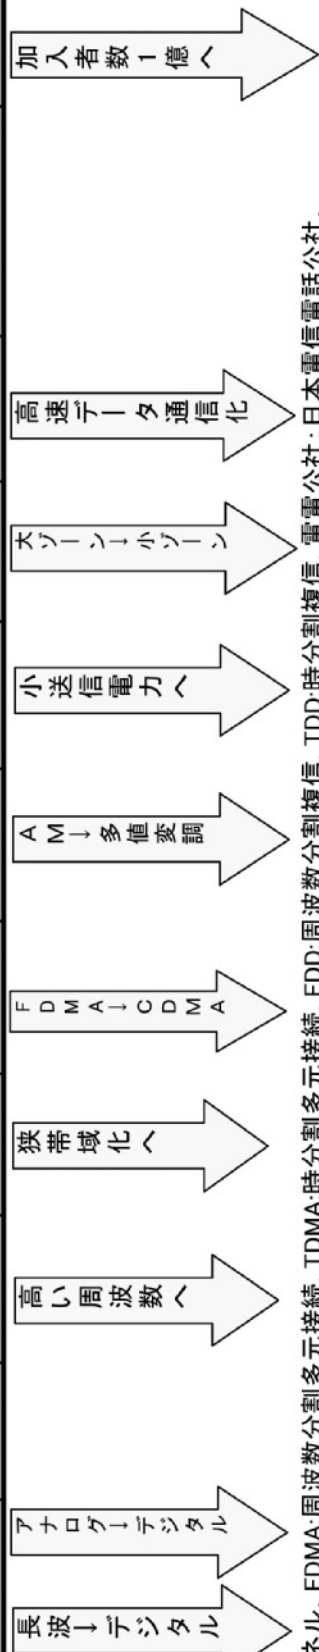 長波→デジタル
アナログ→デジタル
高い周波数へ
狭帯域化へ
FDMA→CDMA
AM→多値変調
小送信電力へ
大ゾーン→小ゾーン
高速データ通信化
加入者数1億へ
ネル, FDMA:周波数分割多元接続, TDMA:時分割多元接続, FDD:周波数分割複信, TDD:時分割複信, 電電公社:日本電信電話公社,